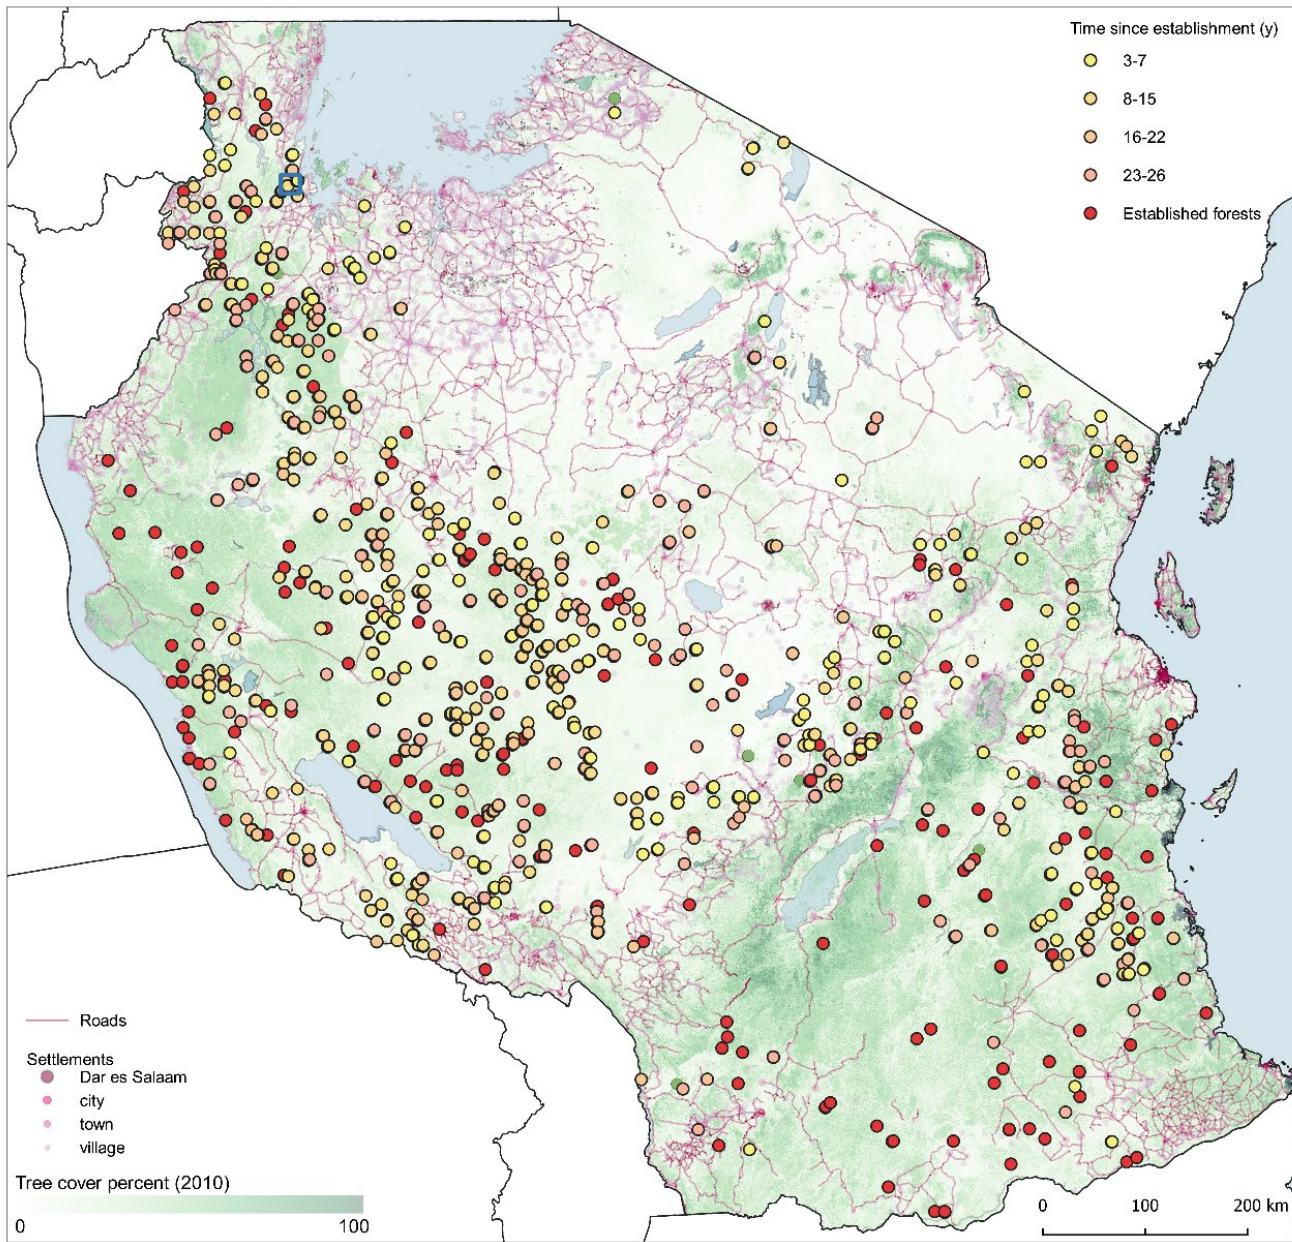 Time since establishment (y)
3-7
8-15
16-22
23-26
Established forests
Roads
Settlements
Dar es Salaam
city
town
village
Tree cover percent (2010)
0 100
0 100 200 km